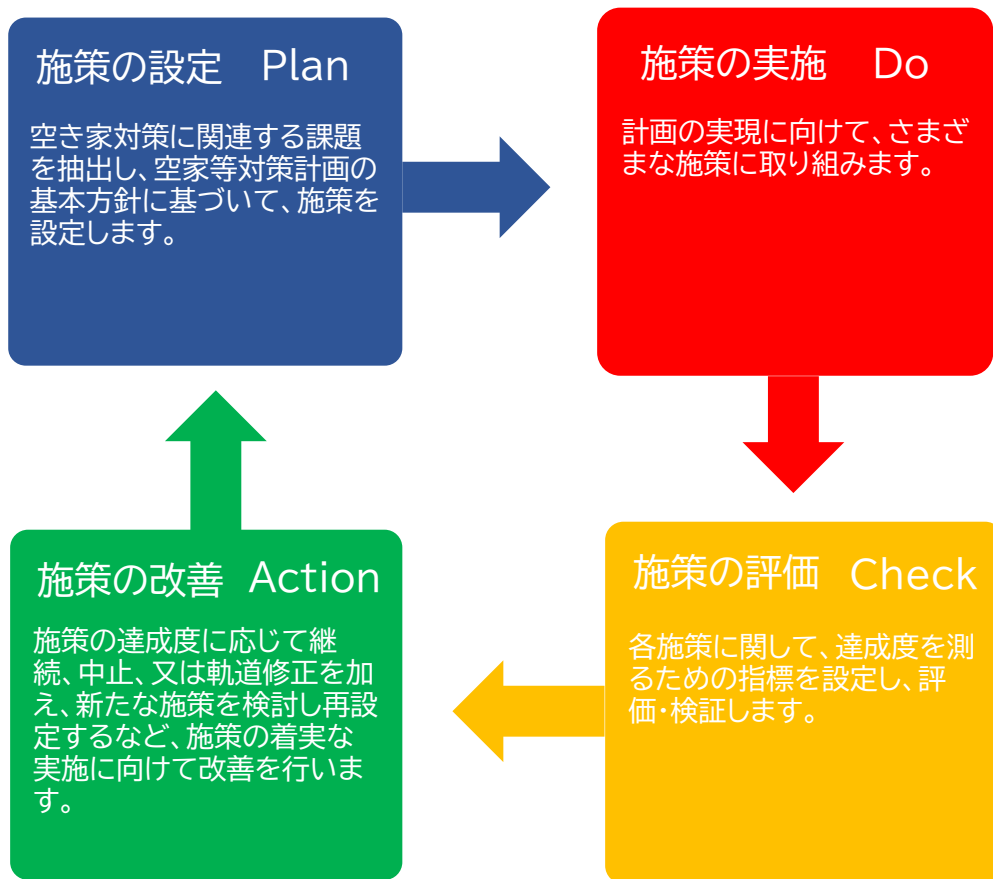 施策の設定　Plan
空き家対策に関連する課題
を抽出し、空家等対策計画の
基本方針に基づいて、施策を
設定します。
施策の実施　Do
計画の実現に向けて、さまざ
まな施策に取り組みます。
施策の評価　Check
各施策に関して、達成度を測
るための指標を設定し、評
価・検証します。
施策の改善　Action
施策の達成度に応じて継
続、中止、又は軌道修正を加
え、新たな施策を検討し再設
定するなど、施策の着実な
実施に向けて改善を行いま
す。